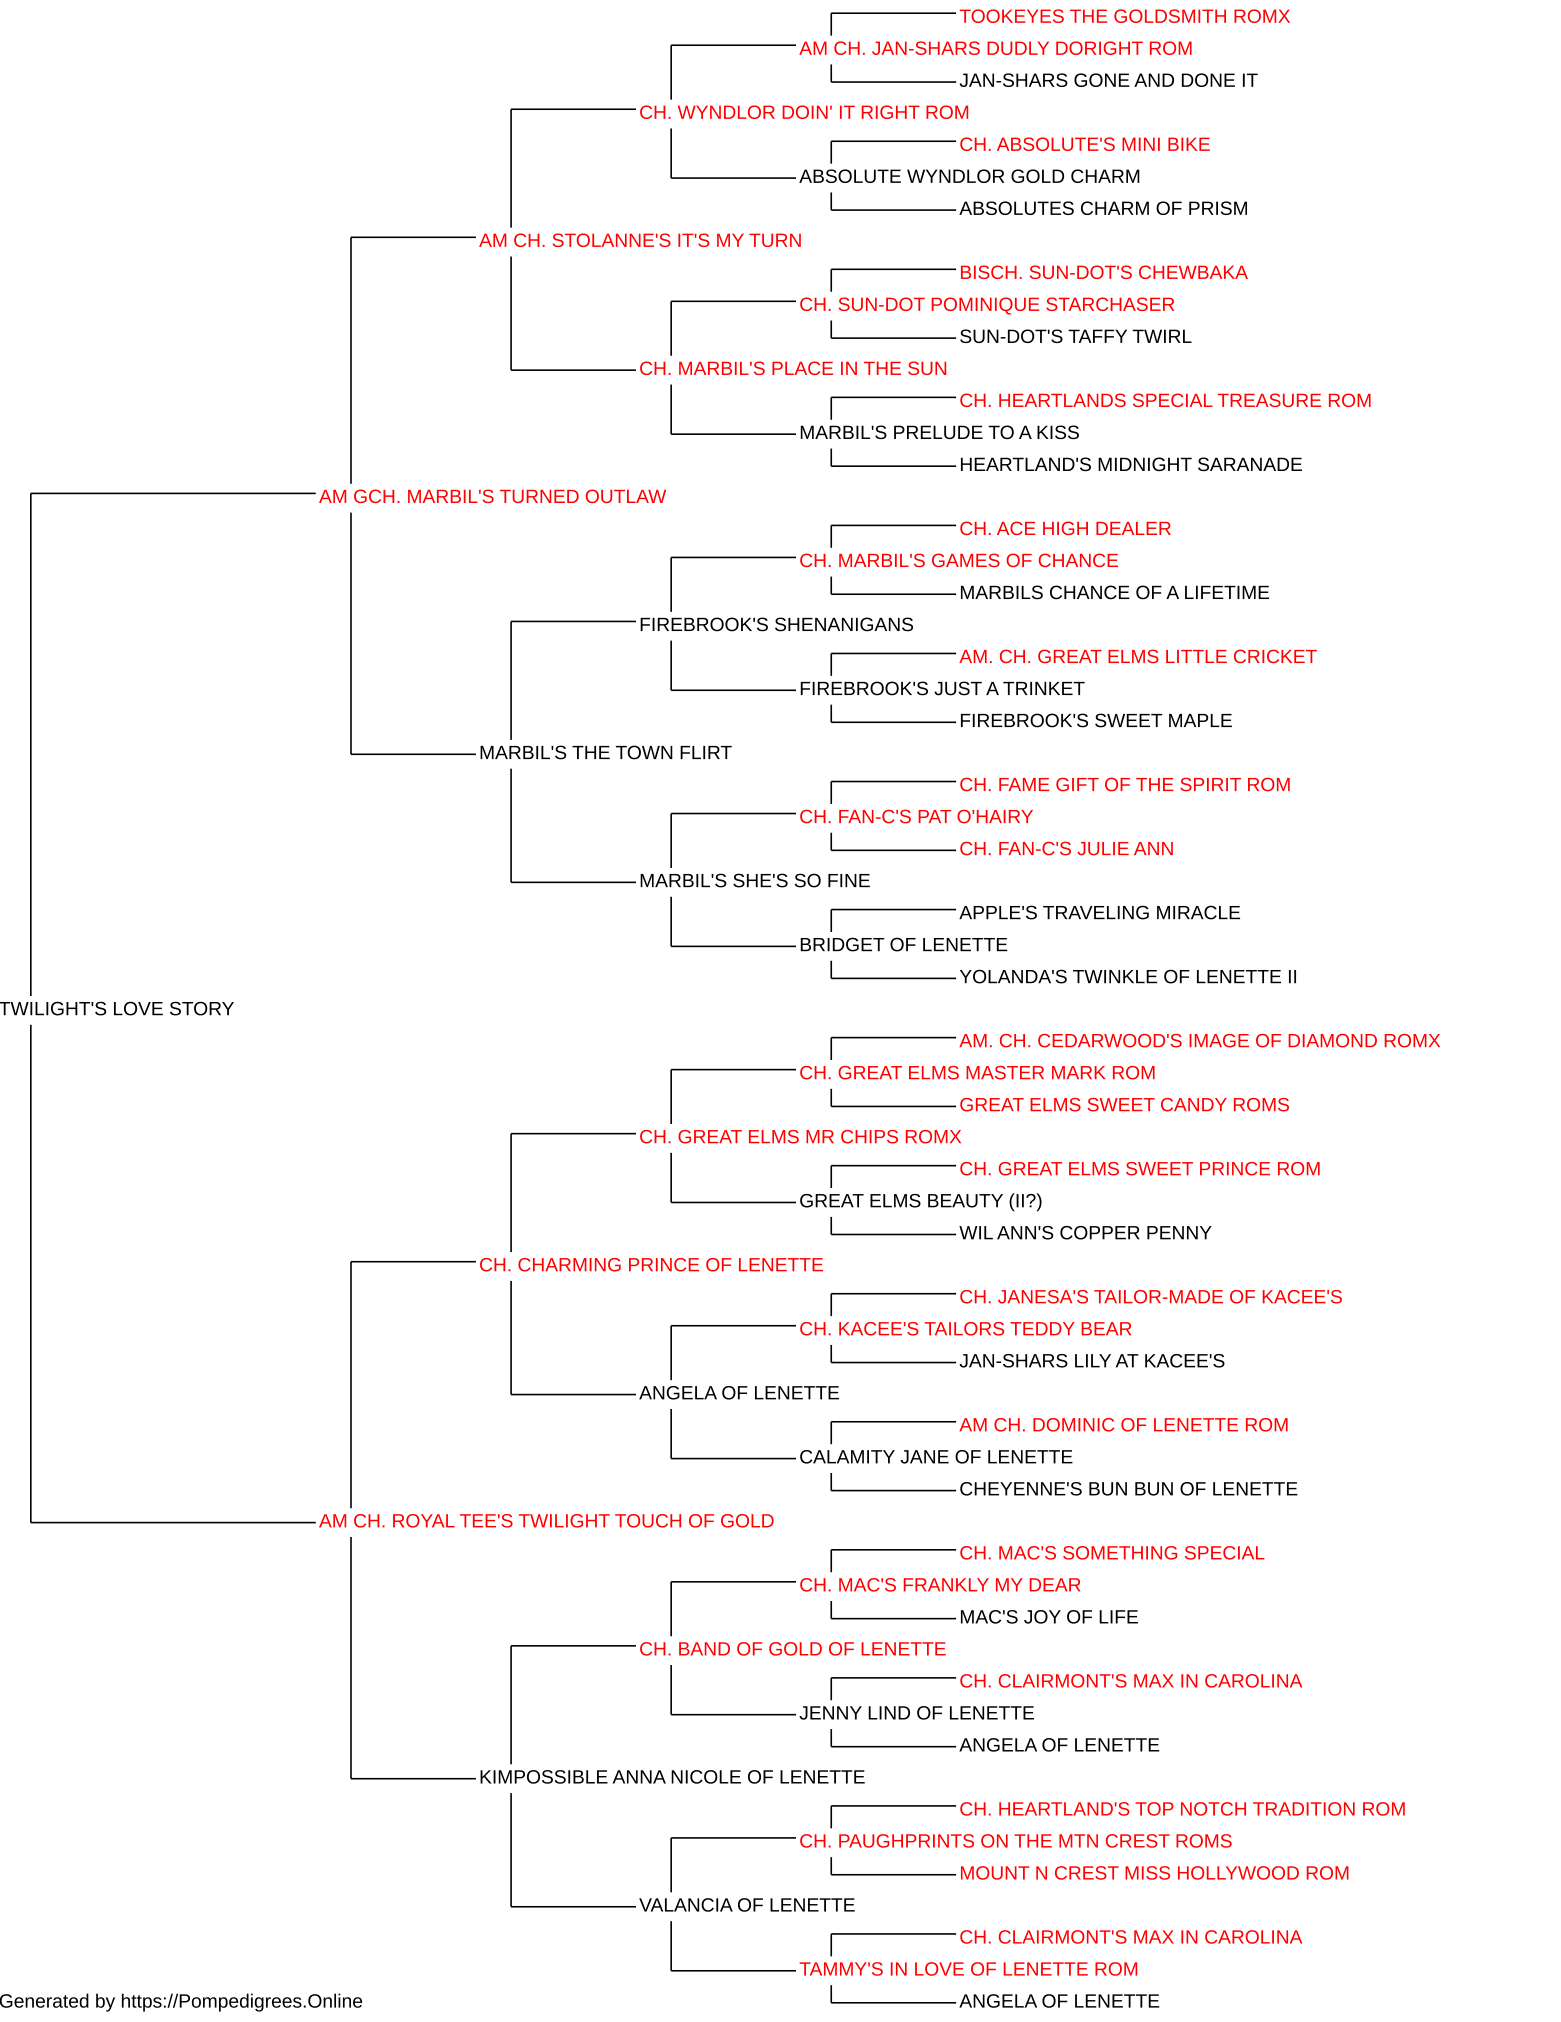 TOOKEYES THE GOLDSMITH ROMX
AM CH. JAN-SHARS DUDLY DORIGHT ROM
JAN-SHARS GONE AND DONE IT
CH. WYNDLOR DOIN' IT RIGHT ROM
CH. ABSOLUTE'S MINI BIKE
ABSOLUTE WYNDLOR GOLD CHARM
ABSOLUTES CHARM OF PRISM
AM CH. STOLANNE'S IT'S MY TURN
BISCH. SUN-DOT'S CHEWBAKA
CH. SUN-DOT POMINIQUE STARCHASER
SUN-DOT'S TAFFY TWIRL
CH. MARBIL'S PLACE IN THE SUN
CH. HEARTLANDS SPECIAL TREASURE ROM
MARBIL'S PRELUDE TO A KISS
HEARTLAND'S MIDNIGHT SARANADE
AM GCH. MARBIL'S TURNED OUTLAW
CH. ACE HIGH DEALER
CH. MARBIL'S GAMES OF CHANCE
MARBILS CHANCE OF A LIFETIME
FIREBROOK'S SHENANIGANS
AM. CH. GREAT ELMS LITTLE CRICKET
FIREBROOK'S JUST A TRINKET
FIREBROOK'S SWEET MAPLE
MARBIL'S THE TOWN FLIRT
CH. FAME GIFT OF THE SPIRIT ROM
CH. FAN-C'S PAT O'HAIRY
CH. FAN-C'S JULIE ANN
MARBIL'S SHE'S SO FINE
APPLE'S TRAVELING MIRACLE
BRIDGET OF LENETTE
YOLANDA'S TWINKLE OF LENETTE II
TWILIGHT'S LOVE STORY
AM. CH. CEDARWOOD'S IMAGE OF DIAMOND ROMX
CH. GREAT ELMS MASTER MARK ROM
GREAT ELMS SWEET CANDY ROMS
CH. GREAT ELMS MR CHIPS ROMX
CH. GREAT ELMS SWEET PRINCE ROM
GREAT ELMS BEAUTY (II?)
WIL ANN'S COPPER PENNY
CH. CHARMING PRINCE OF LENETTE
CH. JANESA'S TAILOR-MADE OF KACEE'S
CH. KACEE'S TAILORS TEDDY BEAR
JAN-SHARS LILY AT KACEE'S
ANGELA OF LENETTE
AM CH. DOMINIC OF LENETTE ROM
CALAMITY JANE OF LENETTE
CHEYENNE'S BUN BUN OF LENETTE
AM CH. ROYAL TEE'S TWILIGHT TOUCH OF GOLD
CH. MAC'S SOMETHING SPECIAL
CH. MAC'S FRANKLY MY DEAR
MAC'S JOY OF LIFE
CH. BAND OF GOLD OF LENETTE
CH. CLAIRMONT'S MAX IN CAROLINA
JENNY LIND OF LENETTE
ANGELA OF LENETTE
KIMPOSSIBLE ANNA NICOLE OF LENETTE
CH. HEARTLAND'S TOP NOTCH TRADITION ROM
CH. PAUGHPRINTS ON THE MTN CREST ROMS
MOUNT N CREST MISS HOLLYWOOD ROM
VALANCIA OF LENETTE
CH. CLAIRMONT'S MAX IN CAROLINA
TAMMY'S IN LOVE OF LENETTE ROM
ANGELA OF LENETTE
Generated by https://Pompedigrees.Online